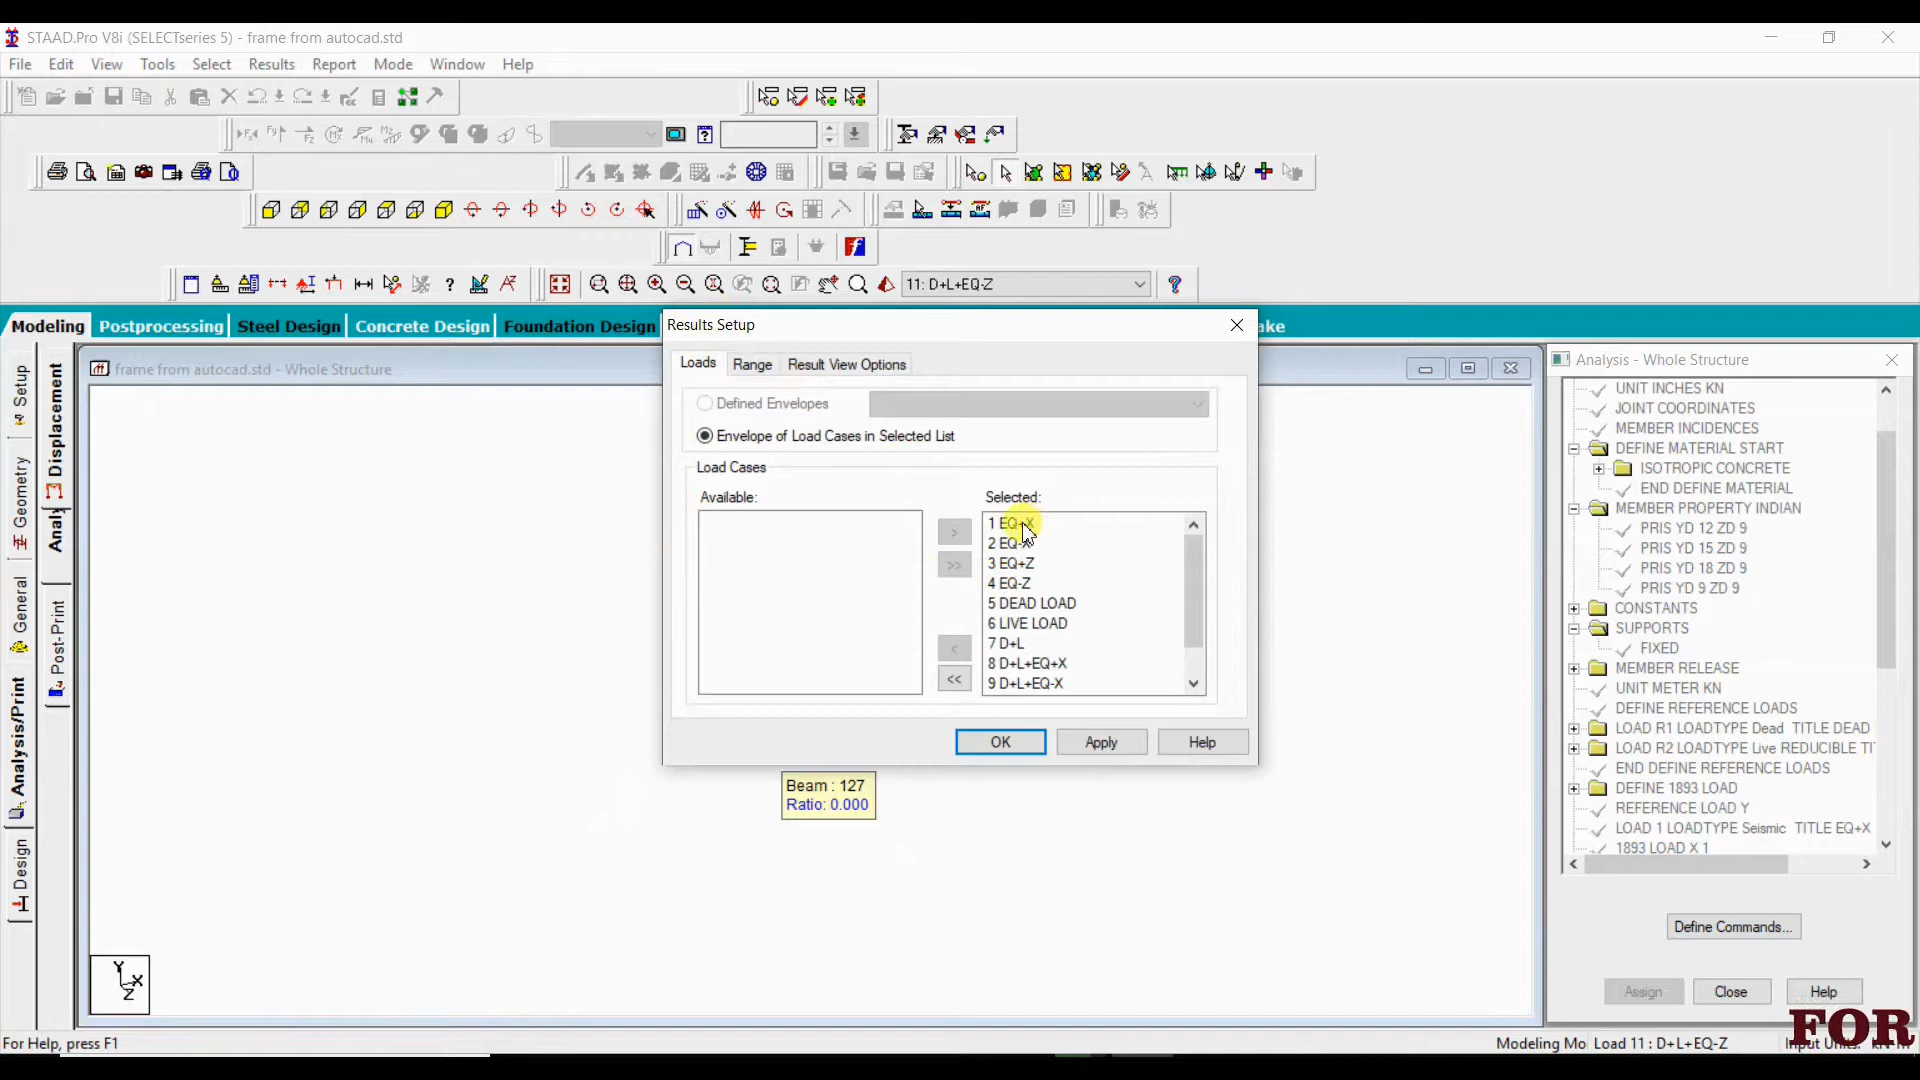 STAAD.Pro V8i (SELECTseries 5) - frame from autocad.std
File Edit View Tools Select Results Report Mode Window Help
11: D+L+EQ-Z
Modeling Postprocessing Steel Design Concrete Design Foundation Design
frame from autocad.std - Whole Structure
Results Setup
Loads Range Result View Options
Defined Envelopes
Envelope of Load Cases in Selected List
Load Cases
Available:
Selected:
1 EQ+X
2 EQ-X
3 EQ+Z
4 EQ-Z
5 DEAD LOAD
6 LIVE LOAD
7 D+L
8 D+L+EQ+X
9 D+L+EQ-X
>
>>
<
<<
OK Apply Help
Beam : 127
Ratio: 0.000
Setup
Geometry
General
Analysis/Print
Design
Displacement
Post-Print
Y
X
Z
Analysis - Whole Structure
UNIT INCHES KN
JOINT COORDINATES
MEMBER INCIDENCES
DEFINE MATERIAL START
ISOTROPIC CONCRETE
END DEFINE MATERIAL
MEMBER PROPERTY INDIAN
PRIS YD 12 ZD 9
PRIS YD 15 ZD 9
PRIS YD 18 ZD 9
PRIS YD 9 ZD 9
CONSTANTS
SUPPORTS
FIXED
MEMBER RELEASE
UNIT METER KN
DEFINE REFERENCE LOADS
LOAD R1 LOADTYPE Dead TITLE DEAD
LOAD R2 LOADTYPE Live REDUCIBLE TI
END DEFINE REFERENCE LOADS
DEFINE 1893 LOAD
REFERENCE LOAD Y
LOAD 1 LOADTYPE Seismic TITLE EQ+X
1893 LOAD X 1
Define Commands...
Assign Close Help
FOR
For Help, press F1
Modeling Mo Load 11 : D+L+EQ-Z